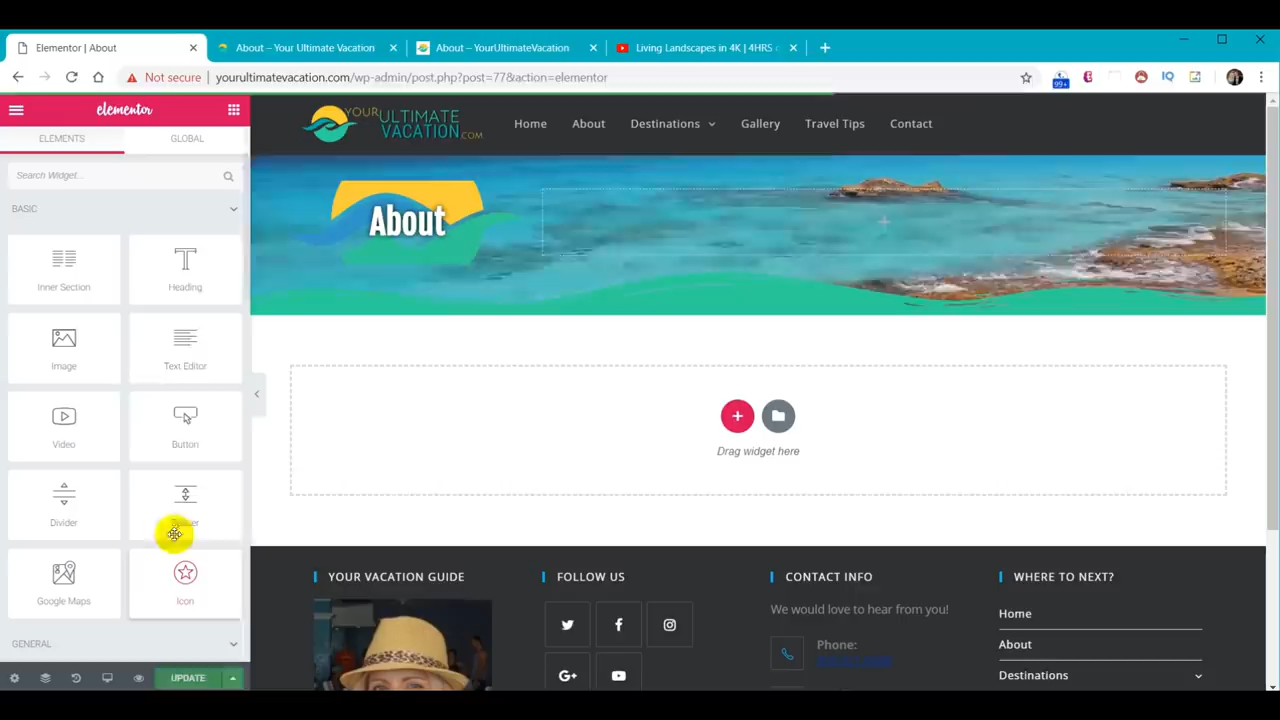 Elementor | About
About – Your Ultimate Vacation
About – YourUltimateVacation
Living Landscapes in 4K | 4HRS
Not secure
yourultimatevacation.com/wp-admin/post.php?post=77&action=elementor
99+
IQ
elementor
ELEMENTS
GLOBAL
Search Widget...
BASIC
Inner Section
Heading
Image
Text Editor
Video
Button
Divider
Google Maps
Icon
GENERAL
UPDATE
YOUR
ULTIMATE
VACATION
.COM
Home
About
Destinations
Gallery
Travel Tips
Contact
About
Drag widget here
YOUR VACATION GUIDE
FOLLOW US
G+
CONTACT INFO
We would love to hear from you!
Phone:
WHERE TO NEXT?
Home
About
Destinations